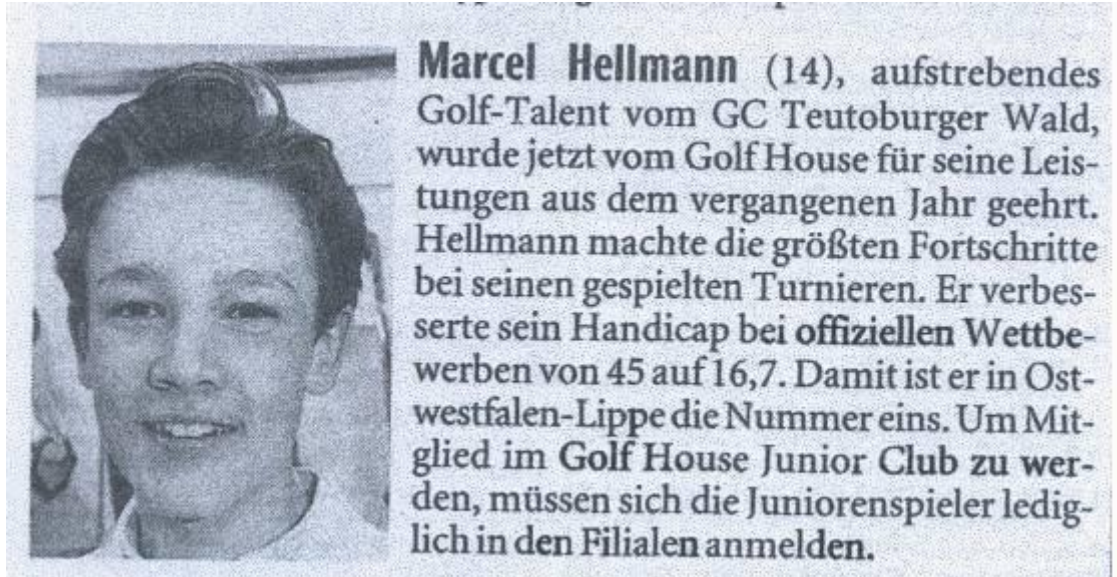 Marcel Hellmann (14), aufstrebendes
Golf-Talent vom GC Teutoburger Wald,
wurde jetzt vom Golf House für seine Leis-
tungen aus dem vergangenen Jahr geehrt.
Hellmann machte die größten Fortschritte
bei seinen gespielten Turnieren. Er verbes-
serte sein Handicap bei offiziellen Wettbe-
werben von 45 auf 16,7. Damit ist er in Ost-
westfalen-Lippe die Nummer eins. Um Mit-
glied im Golf House Junior Club zu wer-
den, müssen sich die Juniorenspieler ledig-
lich in den Filialen anmelden.